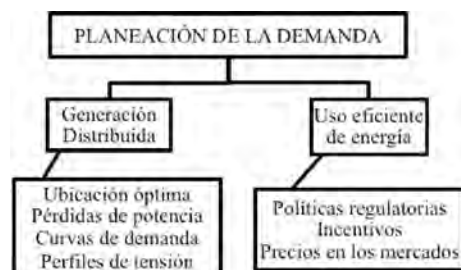 PLANEACIÓN DE LA DEMANDA
Generación
Distribuida
Uso eficiente
de energía
Ubicación óptima
Pérdidas de potencia
Curvas de demanda
Perfiles de tensión
Políticas regulatorias
Incentivos
Precios en los mercados